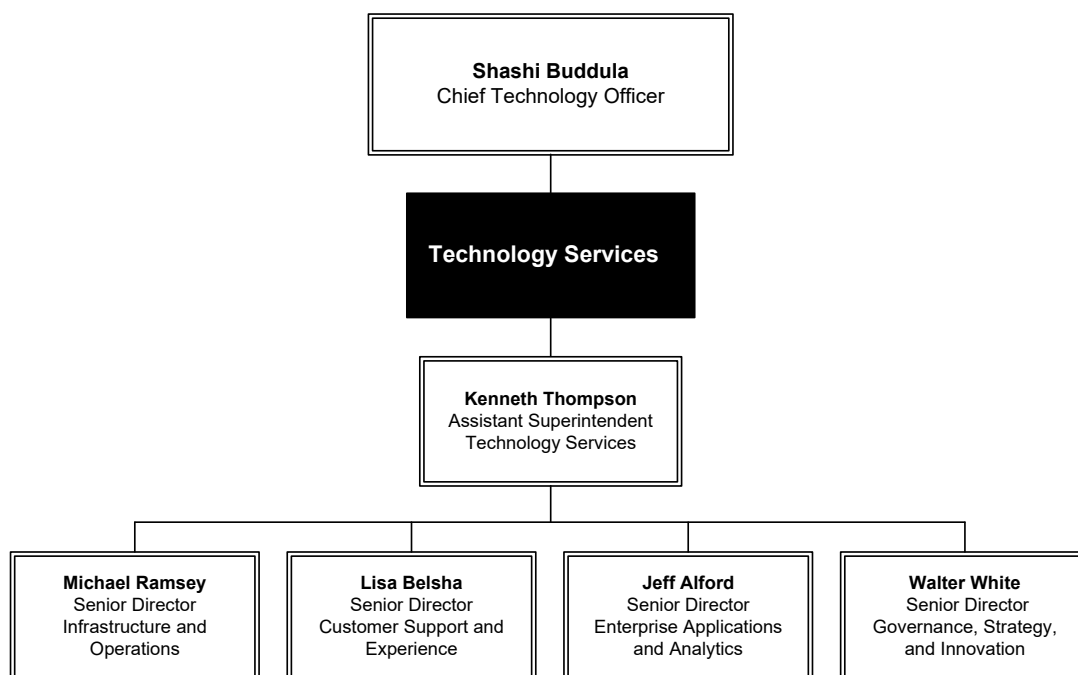 Shashi Buddula
Chief Technology Officer
Technology Services
Kenneth Thompson
Assistant Superintendent
Technology Services
Michael Ramsey
Senior Director
Infrastructure and
Operations
Lisa Belsha
Senior Director
Customer Support and
Experience
Jeff Alford
Senior Director
Enterprise Applications
and Analytics
Walter White
Senior Director
Governance, Strategy,
and Innovation